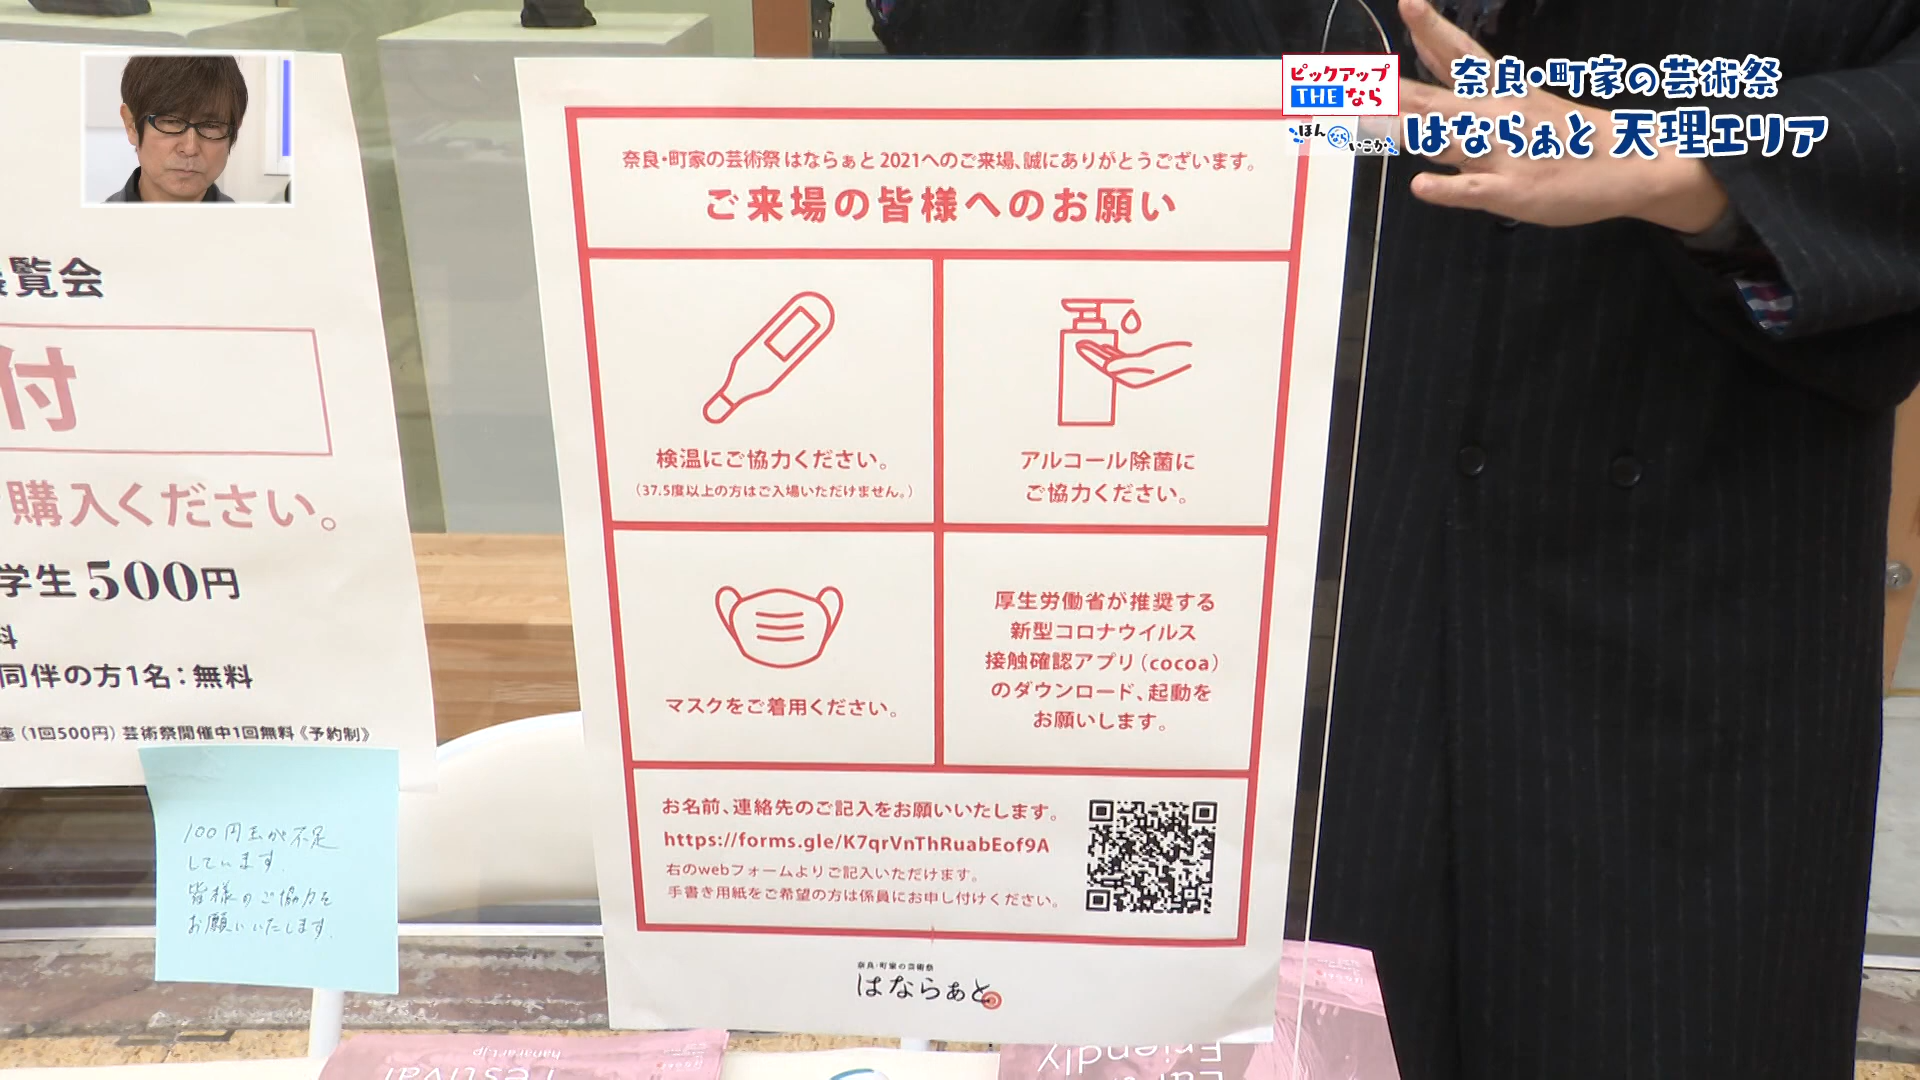 ピックアップ
THEなら
ほんなら
いこか
奈良・町家の芸術祭
はならぁと 天理エリア
覧会
付
購入ください。
学生500円
料
同伴の方1名：無料
座（1回500円）芸術祭開催中1回無料《予約制》
100円玉が不足
しています。
皆様のご協力を
お願いいたします。
奈良・町家の芸術祭 はならぁと 2021へのご来場、誠にありがとうございます。
ご来場の皆様へのお願い
検温にご協力ください。
（37.5度以上の方はご入場いただけません。）
アルコール除菌に
ご協力ください。
マスクをご着用ください。
厚生労働省が推奨する
新型コロナウイルス
接触確認アプリ（cocoa）
のダウンロード、起動を
お願いします。
お名前、連絡先のご記入をお願いいたします。
https://forms.gle/K7qrVnThRuabEof9A
右のwebフォームよりご記入いただけます。
手書き用紙をご希望の方は係員にお申し付けください。
奈良・町家の芸術祭
はならぁと
hanarart.jp
Festival
Friendly